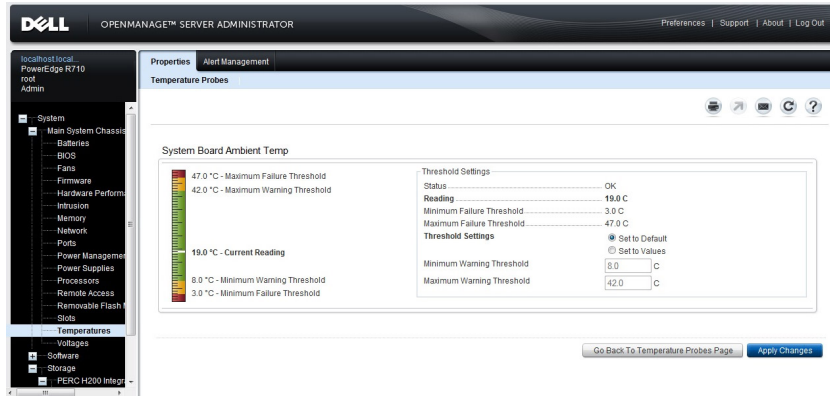 DELL
OPENMANAGE™ SERVER ADMINISTRATOR
Preferences | Support | About | Log Out
localhost.local...
PowerEdge R710
root
Admin
Properties
Alert Management
Temperature Probes
System
Main System Chassis
Batteries
BIOS
Fans
Firmware
Hardware Performa
Intrusion
Memory
Network
Ports
Power Managemen
Power Supplies
Processors
Remote Access
Removable Flash M
Slots
Temperatures
Voltages
Software
Storage
PERC H200 Integra
System Board Ambient Temp
47.0 °C - Maximum Failure Threshold
42.0 °C - Maximum Warning Threshold
19.0 °C - Current Reading
8.0 °C - Minimum Warning Threshold
3.0 °C - Minimum Failure Threshold
Threshold Settings
Status OK
Reading 19.0 C
Minimum Failure Threshold 3.0 C
Maximum Failure Threshold 47.0 C
Threshold Settings
Set to Default
Set to Values
Minimum Warning Threshold 8.0 C
Maximum Warning Threshold 42.0 C
Go Back To Temperature Probes Page
Apply Changes